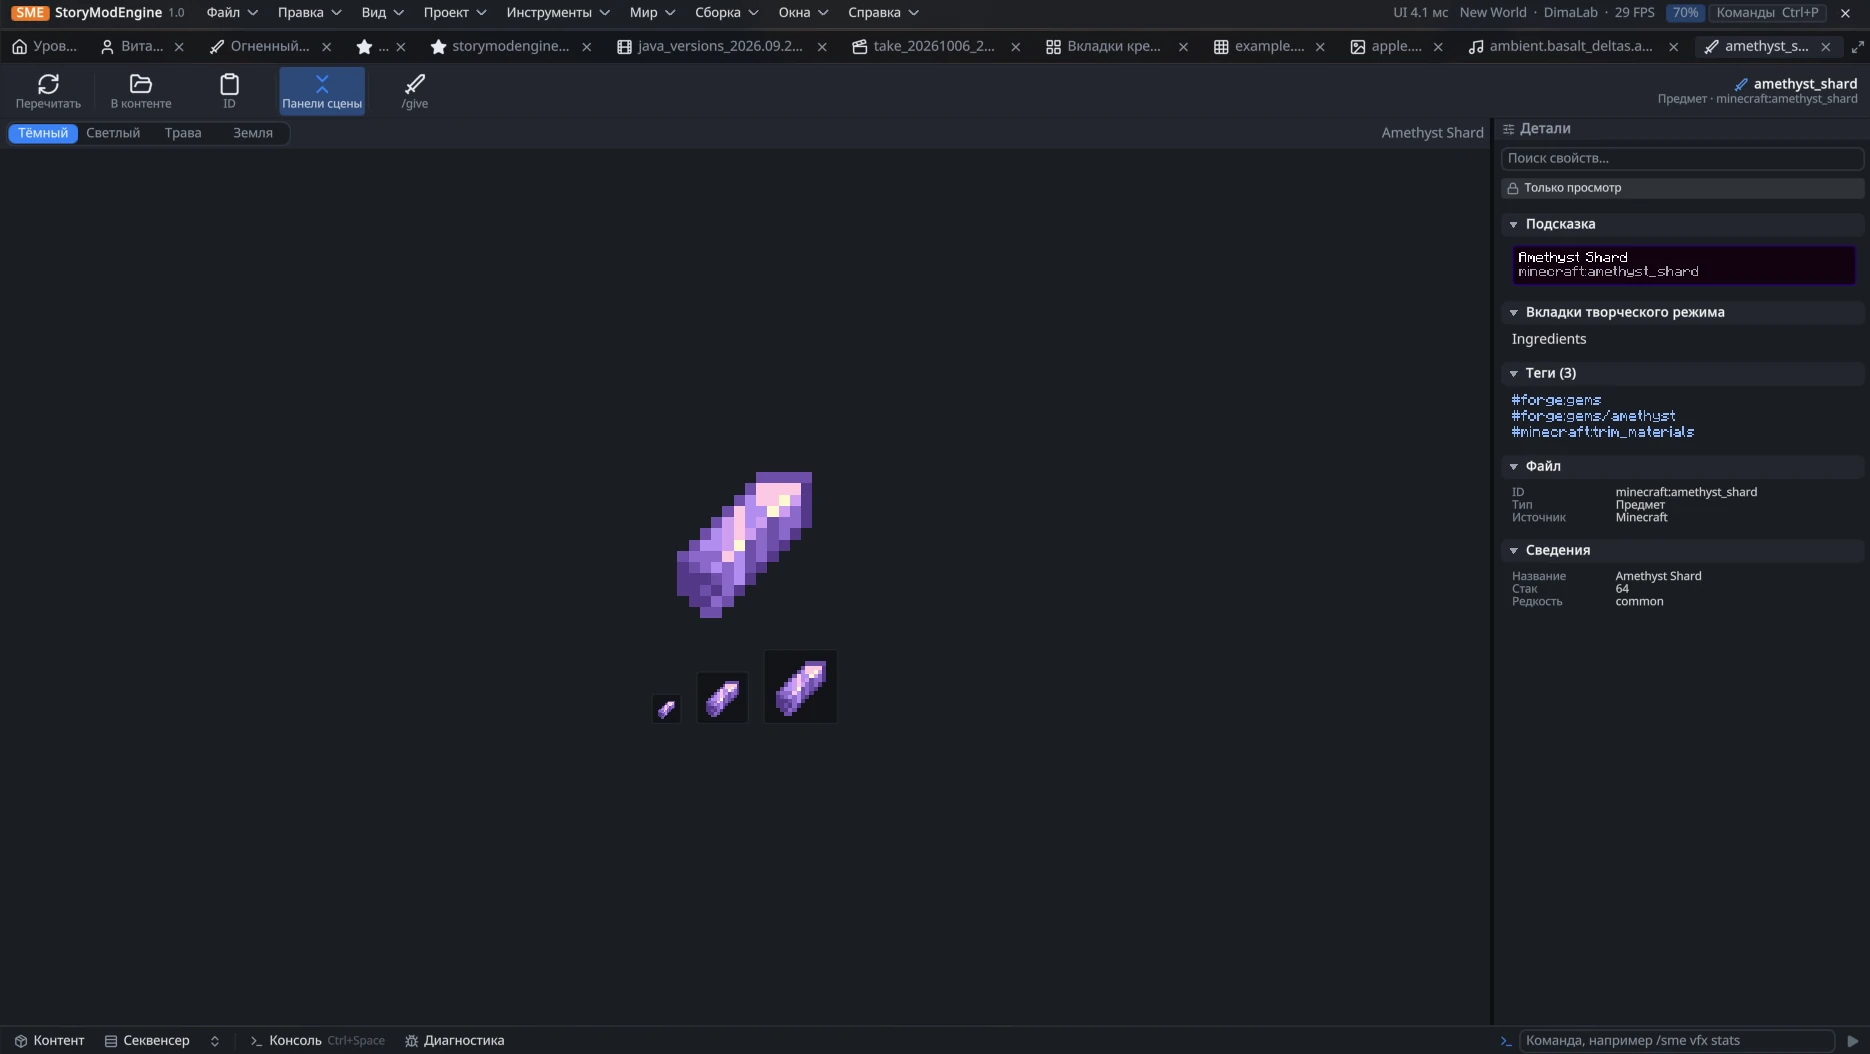 SME StoryModEngine 1.0 Файл Правка Вид Проект Инструменты Мир Сборка Окна Справка UI 4.1 мс New World · DimaLab · 29 FPS 70% Команды Ctrl+P
Уров... Вита... Огненный... ... storymodengine... java_versions_2026.09.2... take_20261006_2... Вкладки кре... example.... apple.... ambient.basalt_deltas.a... amethyst_s...
Перечитать В контенте ID Панели сцены /give
amethyst_shard
Предмет · minecraft:amethyst_shard
Тёмный Светлый Трава Земля Amethyst Shard
Детали
Поиск свойств...
Только просмотр
Подсказка
Amethyst Shard
minecraft:amethyst_shard
Вкладки творческого режима
Ingredients
Теги (3)
#forge:gems
#forge:gems/amethyst
#minecraft:trim_materials
Файл
ID minecraft:amethyst_shard
Тип Предмет
Источник Minecraft
Сведения
Название Amethyst Shard
Стак 64
Редкость common
Контент Секвенсер Консоль Ctrl+Space Диагностика Команда, например /sme vfx stats